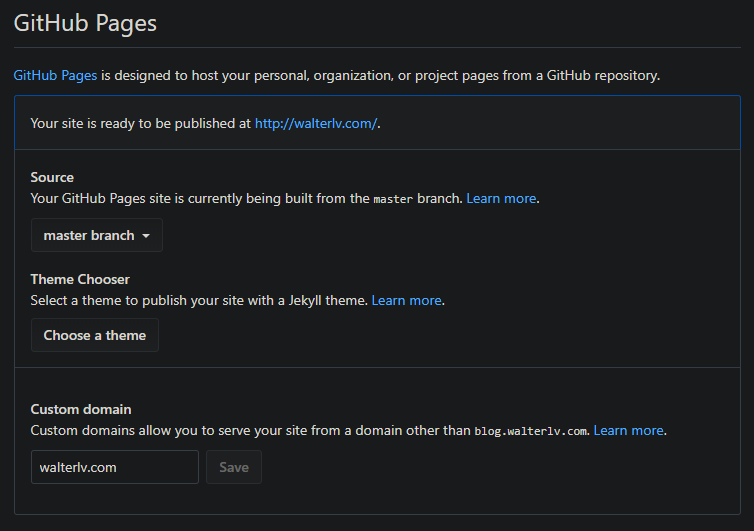 GitHub Pages
GitHub Pages is designed to host your personal, organization, or project pages from a GitHub repository.
Your site is ready to be published at http://walterlv.com/.
Source
Your GitHub Pages site is currently being built from the master branch. Learn more.
master branch
Theme Chooser
Select a theme to publish your site with a Jekyll theme. Learn more.
Choose a theme
Custom domain
Custom domains allow you to serve your site from a domain other than blog.walterlv.com. Learn more.
walterlv.com Save